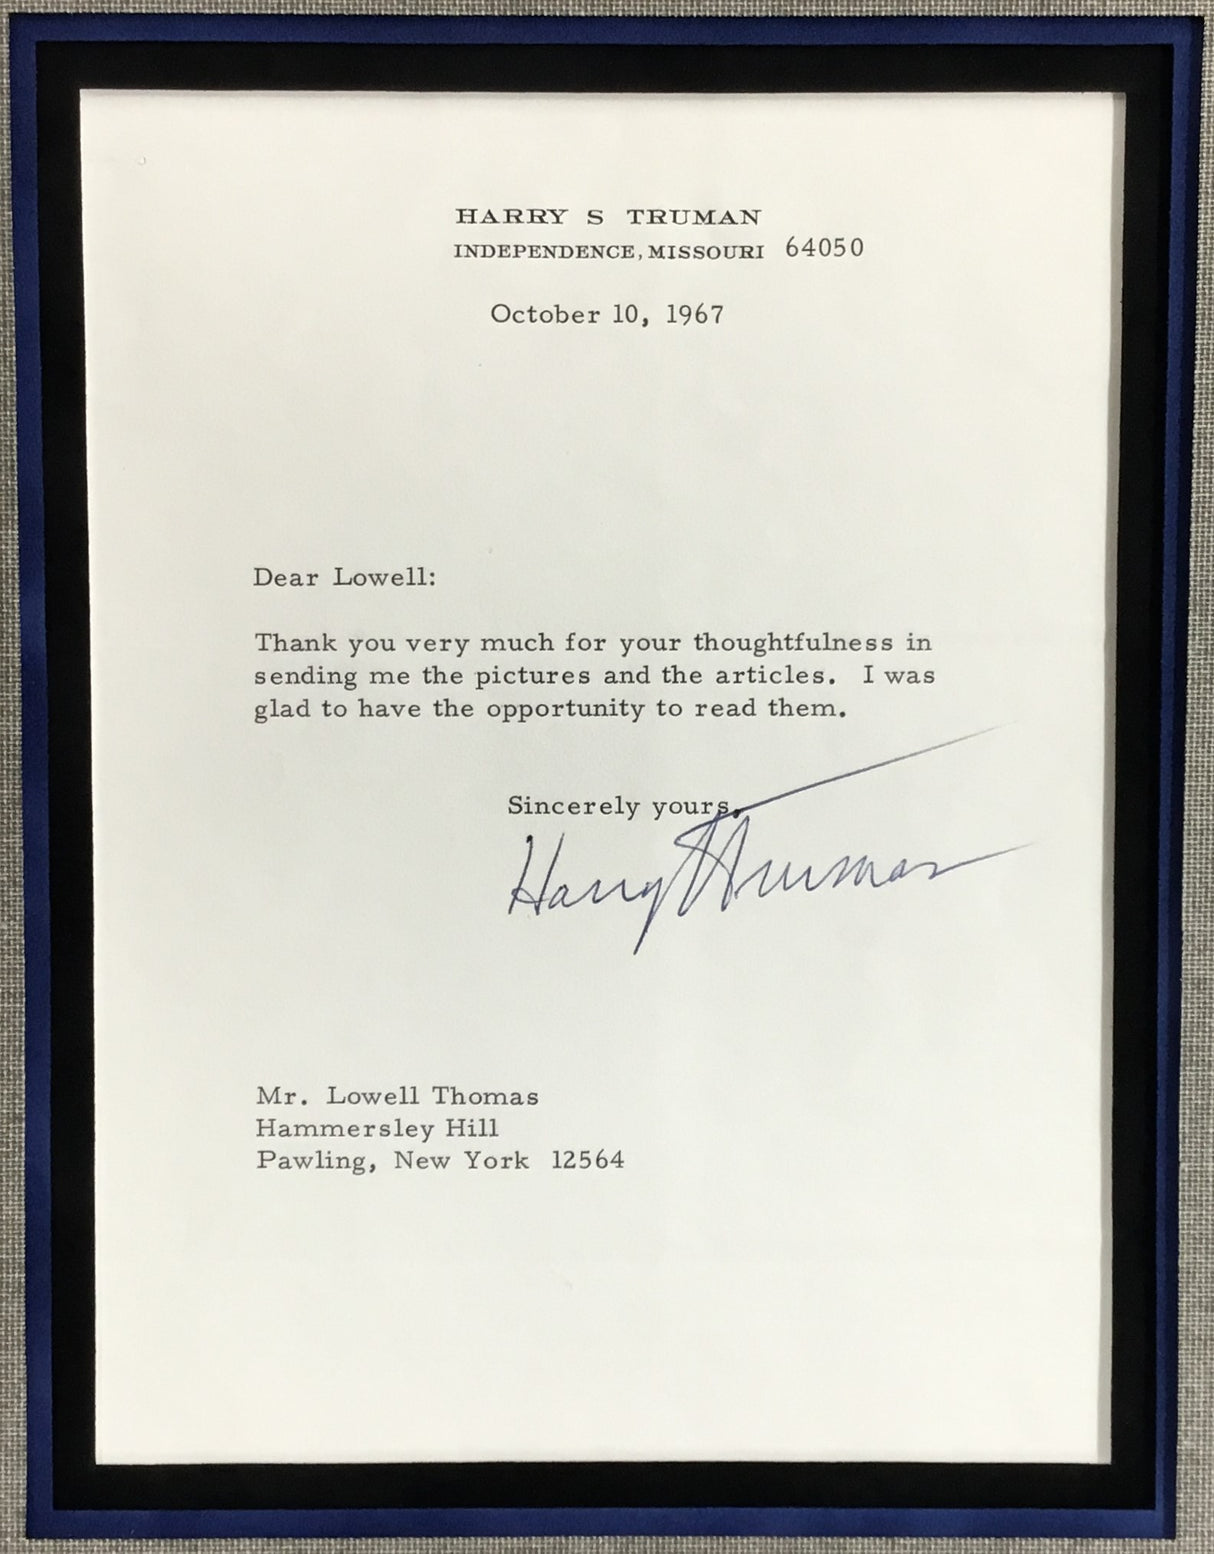 HARRY S TRUMAN
INDEPENDENCE, MISSOURI 64050
October 10, 1967
Dear Lowell:
Thank you very much for your thoughtfulness in
sending me the pictures and the articles. I was
glad to have the opportunity to read them.
Sincerely yours,
Harry S Truman
Mr. Lowell Thomas
Hammersley Hill
Pawling, New York 12564